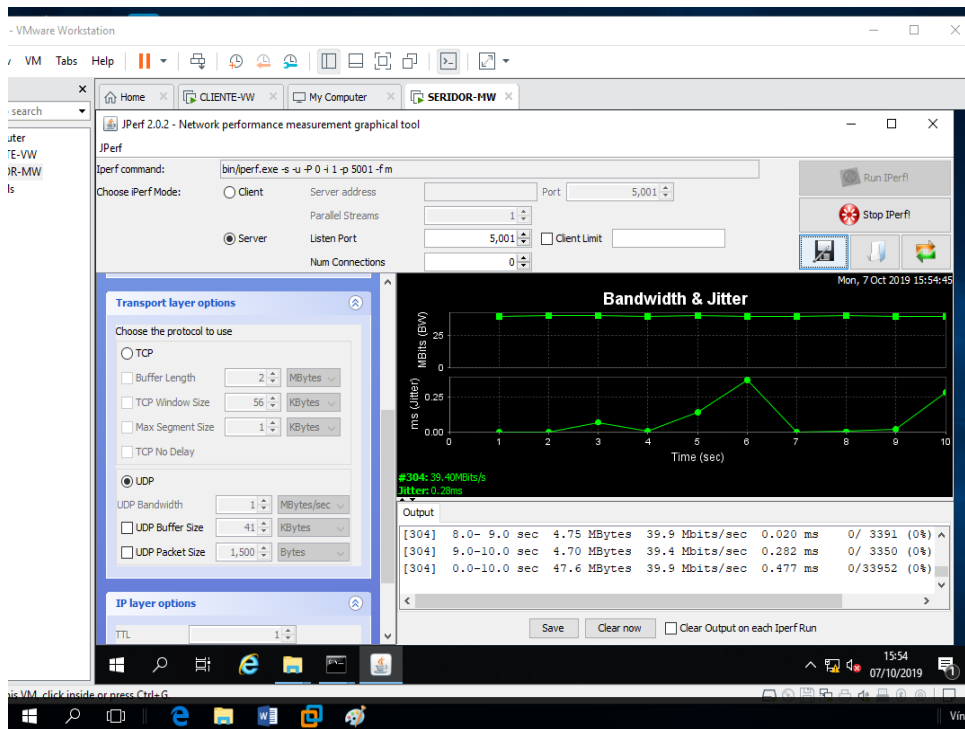 - VMware Workstation
VM Tabs Help
search
uter
TE-VW
OR-MW
ls
Home CLIENTE-VW My Computer SERIDOR-MW
JPerf 2.0.2 - Network performance measurement graphical tool
JPerf
Iperf command: bin/iperf.exe -s -u -P 0 -i 1 -p 5001 -f m
Choose iPerf Mode: Client Server address Port 5,001
Parallel Streams 1
Server Listen Port 5,001 Client Limit
Num Connections 0
Run IPerf!
Stop IPerf!
Transport layer options
Choose the protocol to use
TCP
Buffer Length 2 MBytes
TCP Window Size 56 KBytes
Max Segment Size 1 KBytes
TCP No Delay
UDP
UDP Bandwidth 1 MBytes/sec
UDP Buffer Size 41 KBytes
UDP Packet Size 1,500 Bytes
IP layer options
TTL 1
Mon, 7 Oct 2019 15:54:45
Bandwidth & Jitter
MBits (BW)
25
0
ms (Jitter)
0.25
0.00
0 1 2 3 4 5 6 7 8 9 10
Time (sec)
#304: 39.40MBits/s
Jitter: 0.28ms
Output
[304] 8.0- 9.0 sec 4.75 MBytes 39.9 Mbits/sec 0.020 ms 0/ 3391 (0%)
[304] 9.0-10.0 sec 4.70 MBytes 39.4 Mbits/sec 0.282 ms 0/ 3350 (0%)
[304] 0.0-10.0 sec 47.6 MBytes 39.9 Mbits/sec 0.477 ms 0/33952 (0%)
Save Clear now Clear Output on each Iperf Run
15:54
07/10/2019
1
his VM, click inside or press Ctrl+G.
Vín